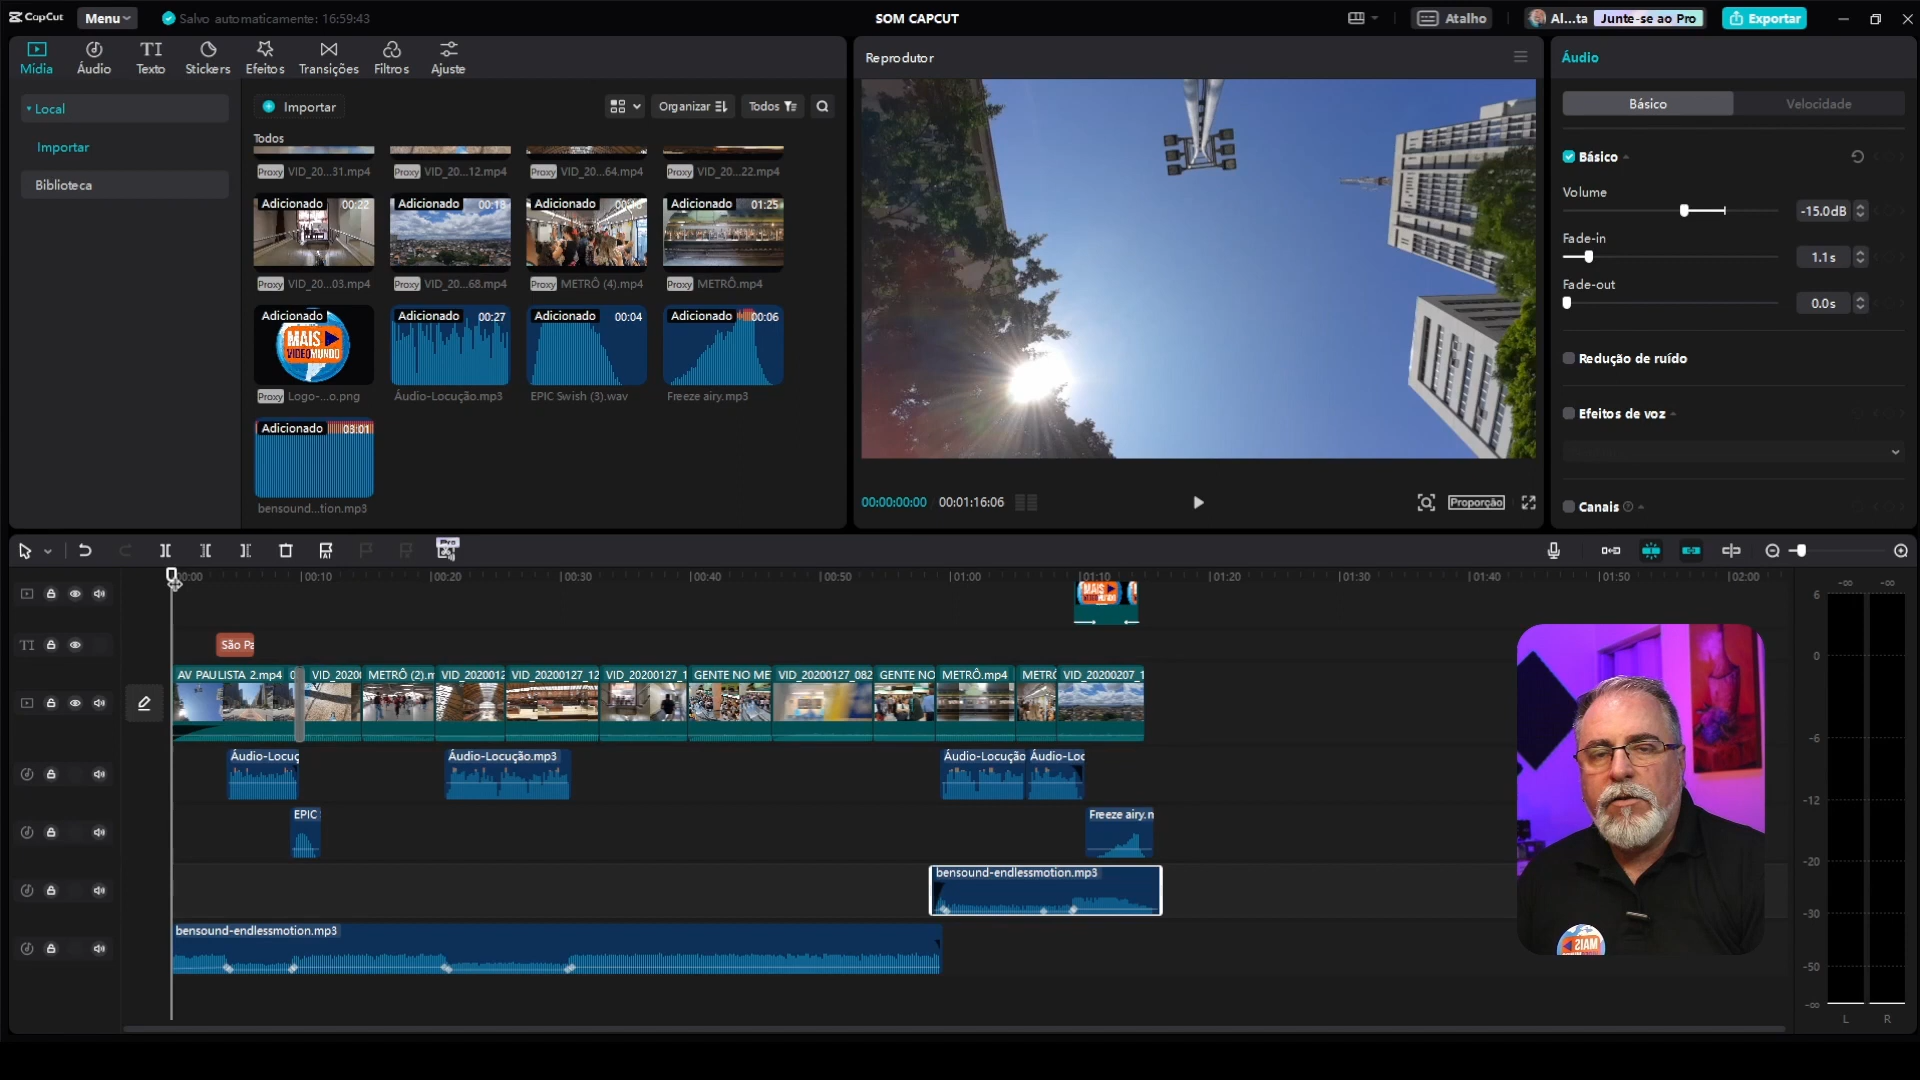 CapCut
Menu
Salvo automaticamente: 16:59:43
SOM CAPCUT
Atalho
Al...ta
Junte-se ao Pro
Exportar
Mídia
Áudio
Texto
Stickers
Efeitos
Transições
Filtros
Ajuste
Reprodutor
Áudio
Local
Importar
Biblioteca
Importar
Organizar
Todos
Todos
Proxy VID_20...31.mp4
Proxy VID_20...12.mp4
Proxy VID_20...64.mp4
Proxy VID_20...22.mp4
Adicionado 00:22
Adicionado 00:18
Adicionado
Adicionado 01:25
Proxy VID_20...03.mp4
Proxy VID_20...68.mp4
Proxy METRÔ (4).mp4
Proxy METRÔ.mp4
Adicionado
MAIS
VIDEO MUNDO
Adicionado 00:27
Adicionado 00:04
Adicionado 00:06
Proxy Logo-...o.png
Áudio-Locução.mp3
EPIC Swish (3).wav
Freeze airy.mp3
Adicionado 03:01
bensound...tion.mp3
00:00:00:00
00:01:16:06
Proporção
Básico
Velocidade
Básico
Volume
-15.0dB
Fade-in
1.1s
Fade-out
0.0s
Redução de ruído
Efeitos de voz
Canais
Pro
00:00
00:10
00:20
00:30
00:40
00:50
01:00
01:10
01:20
01:30
01:40
01:50
02:00
MAIS
TI
São Pa
AV PAULISTA 2.mp4
VID_2020
METRÔ (2).m
VID_202012
VID_20200127_12
VID_20200127_1
GENTE NO ME
VID_20200127_082
GENTE NO
METRÔ.mp4
METRÔ
VID_20200207_1
Áudio-Locuç
Áudio-Locução.mp3
Áudio-Locução
Áudio-Loc
EPIC
Freeze airy.m
bensound-endlessmotion.mp3
bensound-endlessmotion.mp3
-∞
-∞
6
0
-6
-12
-20
-30
-50
-∞
L
R